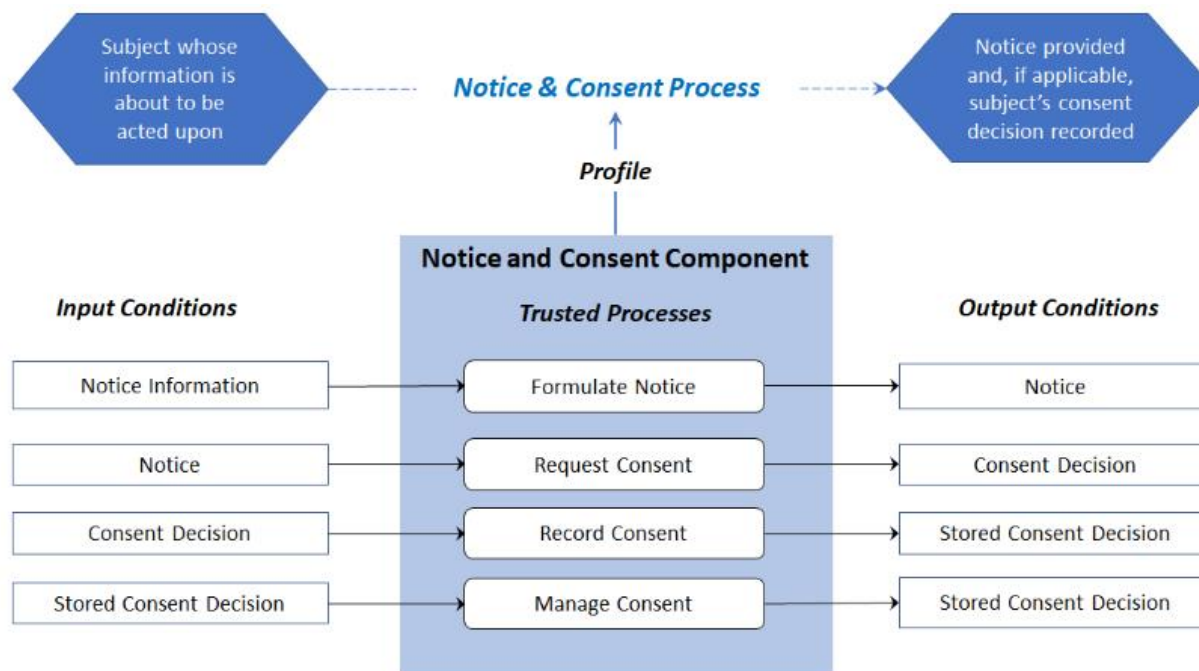 Subject whose
information is
about to be
acted upon
Notice & Consent Process
Notice provided
and, if applicable,
subject's consent
decision recorded
Profile
Notice and Consent Component
Input Conditions
Trusted Processes
Output Conditions
Notice Information
Formulate Notice
Notice
Notice
Request Consent
Consent Decision
Consent Decision
Record Consent
Stored Consent Decision
Stored Consent Decision
Manage Consent
Stored Consent Decision